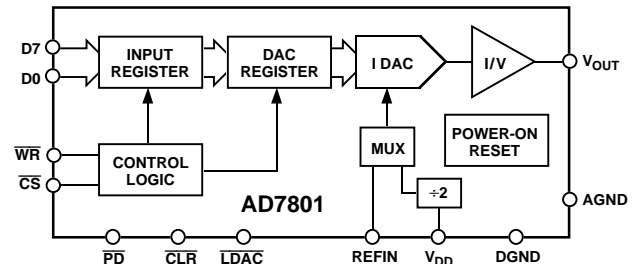 D7
D0
INPUT
REGISTER
DAC
REGISTER
I DAC
I/V
VOUT
MUX
POWER-ON
RESET
WR
CS
CONTROL
LOGIC
÷2
AD7801
AGND
PD
CLR
LDAC
REFIN
VDD
DGND